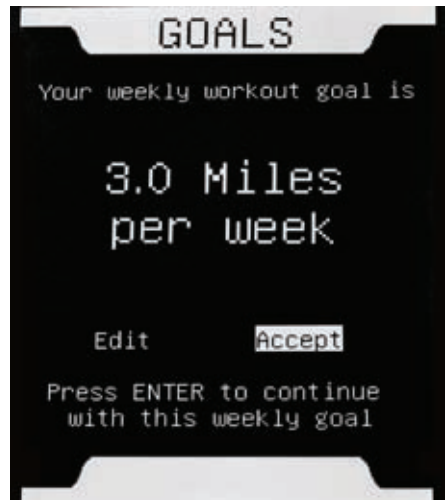 GOALS
Your weekly workout goal is
3.0 Miles
per week
Edit Accept
Press ENTER to continue
with this weekly goal